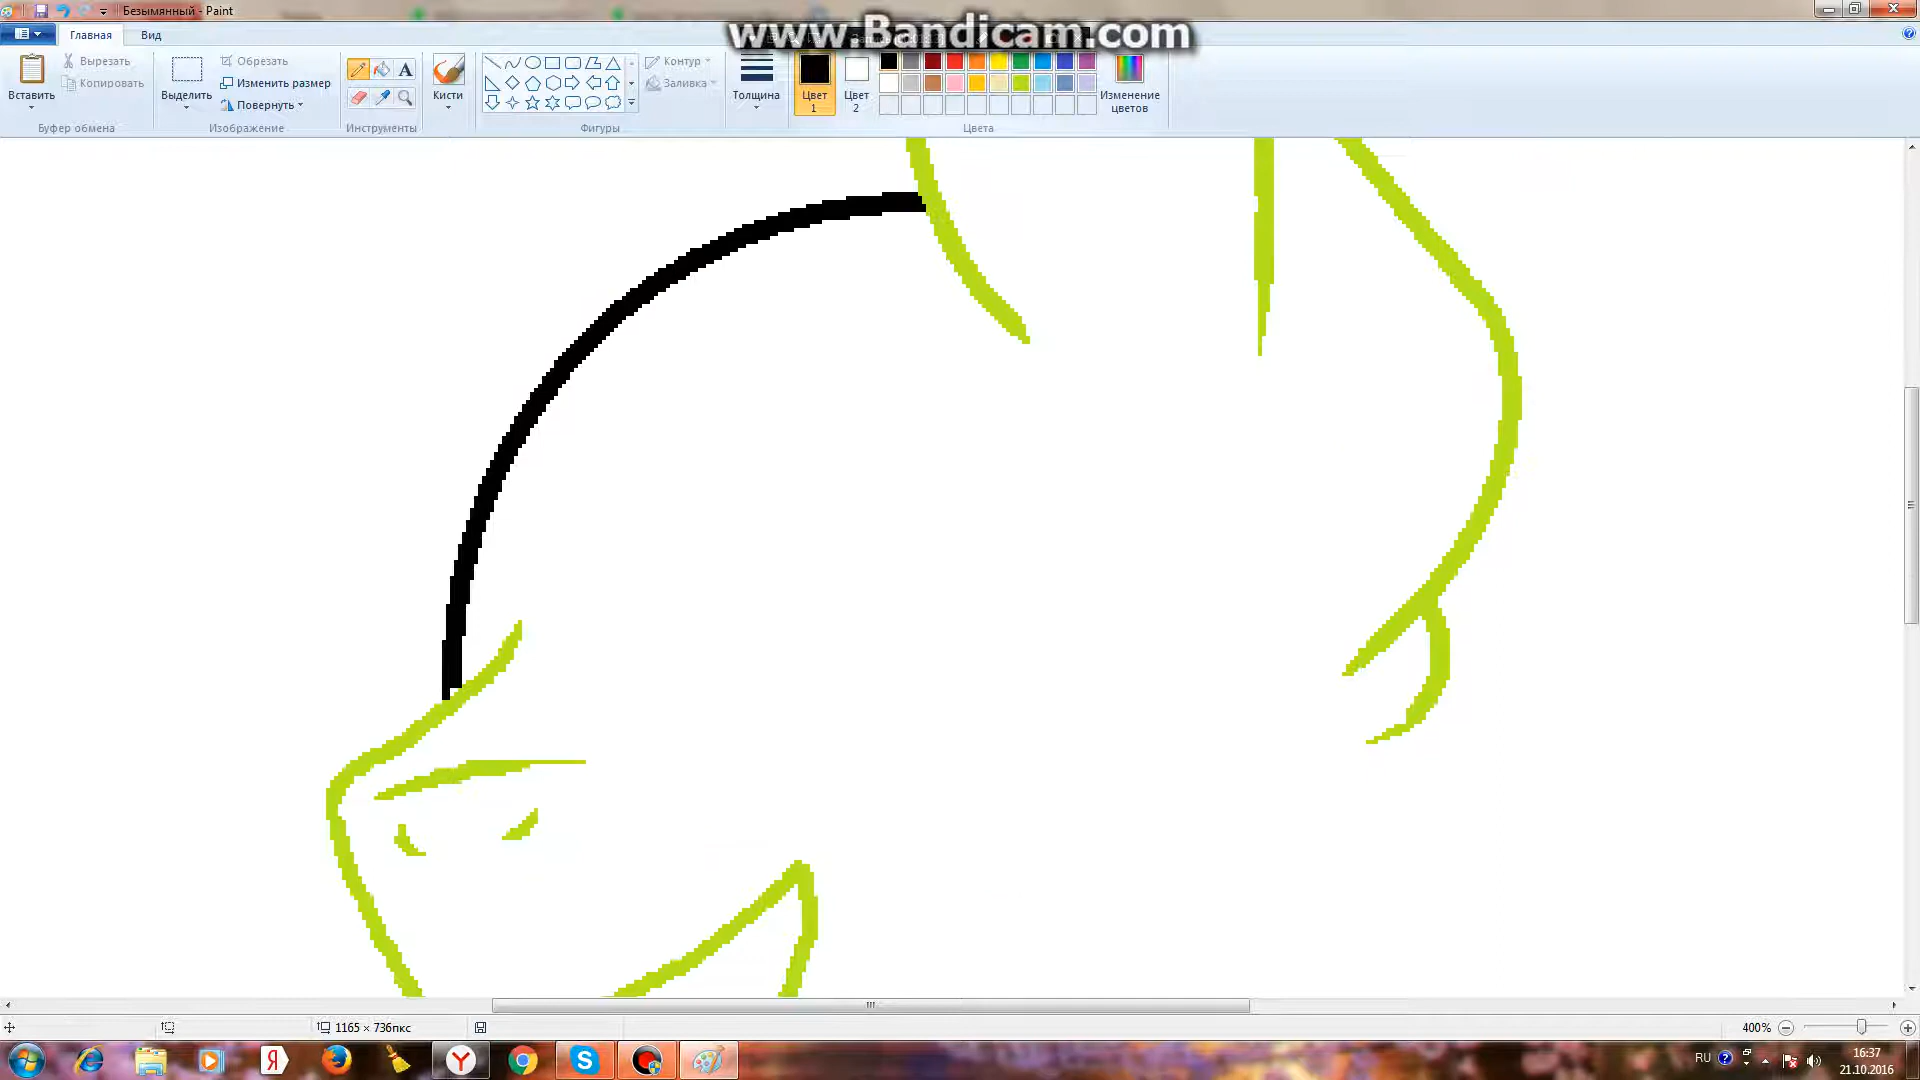 Безымянный - Paint
www.Bandicam.com
Главная
Вид
Вставить
Вырезать
Копировать
Буфер обмена
Выделить
Обрезать
Изменить размер
Повернуть
Изображение
A
Инструменты
Кисти
Контур
Заливка
Фигуры
Толщина
Цвет
1
Цвет
2
Изменение
цветов
Цвета
1165 × 736пкс
400%
RU
16:37
21.10.2016